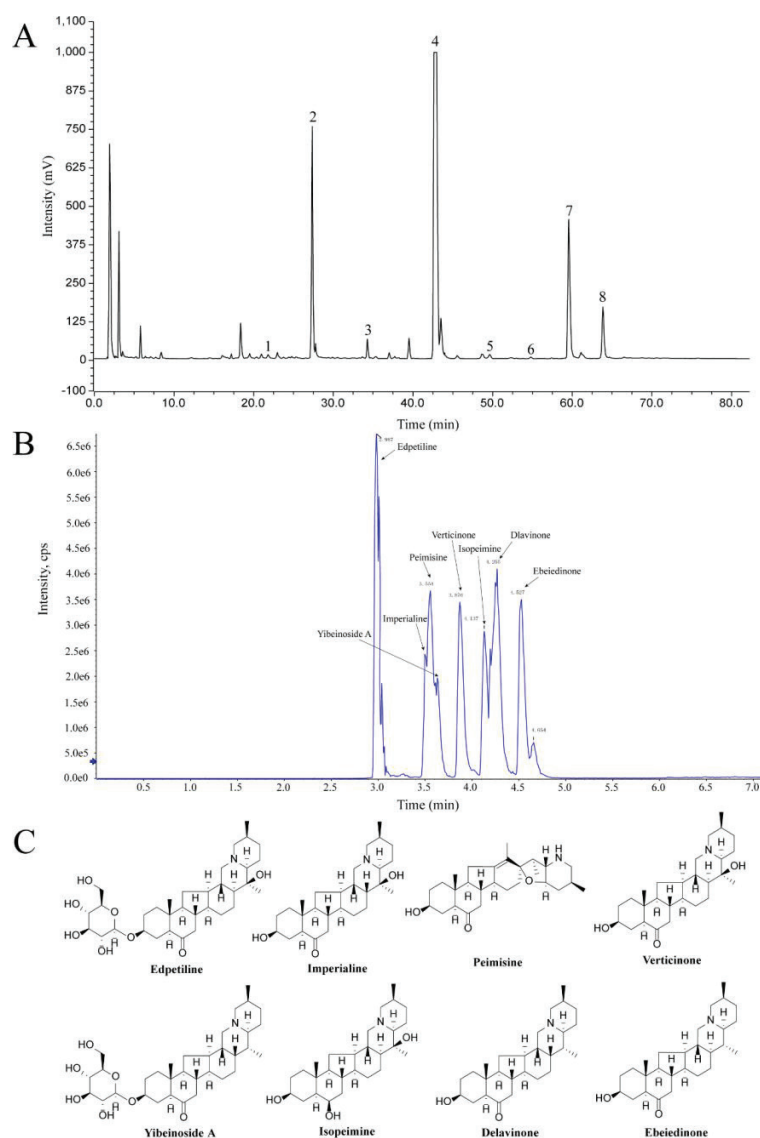 A
1,100
1,000
875
750
625
500
375
250
125
0
-100
Intensity (mV)
1
2
3
4
5
6
7
8
0.0 10.0 20.0 30.0 40.0 50.0 60.0 70.0 80.0
Time (min)
B
6.5e6
6.0e6
5.5e6
5.0e6
4.5e6
4.0e6
3.5e6
3.0e6
2.5e6
2.0e6
1.5e6
1.0e6
5.0e5
0.0e0
Intensity, cps
Edpetiline
Dlavinone
Verticinone
Isopeimine
Peimisine
Ebeiedinone
Imperialine
Yibeinoside A
0.5 1.0 1.5 2.0 2.5 3.0 3.5 4.0 4.5 5.0 5.5 6.0 6.5 7.0
Time (min)
C
Edpetiline
Imperialine
Peimisine
Verticinone
Yibeinoside A
Isopeimine
Delavinone
Ebeiedinone